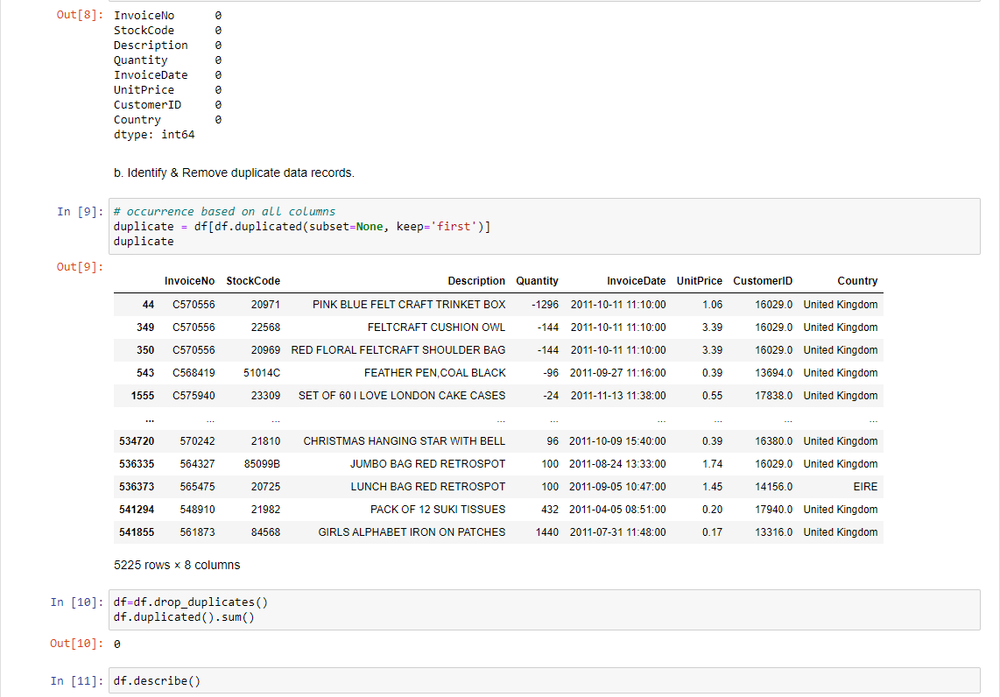 Out[8]: InvoiceNo 0
StockCode 0
Description 0
Quantity 0
InvoiceDate 0
UnitPrice 0
CustomerID 0
Country 0
dtype: int64
b. Identify & Remove duplicate data records.
In [9]: # occurrence based on all columns
duplicate = df[df.duplicated(subset=None, keep='first')]
duplicate
Out[9]:
InvoiceNo StockCode Description Quantity InvoiceDate UnitPrice CustomerID Country
44 C570556 20971 PINK BLUE FELT CRAFT TRINKET BOX -1296 2011-10-11 11:10:00 1.06 16029.0 United Kingdom
349 C570556 22568 FELTCRAFT CUSHION OWL -144 2011-10-11 11:10:00 3.39 16029.0 United Kingdom
350 C570556 20969 RED FLORAL FELTCRAFT SHOULDER BAG -144 2011-10-11 11:10:00 3.39 16029.0 United Kingdom
543 C568419 51014C FEATHER PEN,COAL BLACK -96 2011-09-27 11:16:00 0.39 13694.0 United Kingdom
1555 C575940 23309 SET OF 60 I LOVE LONDON CAKE CASES -24 2011-11-13 11:38:00 0.55 17838.0 United Kingdom
... ... ... ... ... ... ... ... ...
534720 570242 21810 CHRISTMAS HANGING STAR WITH BELL 96 2011-10-09 15:40:00 0.39 16380.0 United Kingdom
536335 564327 85099B JUMBO BAG RED RETROSPOT 100 2011-08-24 13:33:00 1.74 16029.0 United Kingdom
536373 565475 20725 LUNCH BAG RED RETROSPOT 100 2011-09-05 10:47:00 1.45 14156.0 EIRE
541294 548910 21982 PACK OF 12 SUKI TISSUES 432 2011-04-05 08:51:00 0.20 17940.0 United Kingdom
541855 561873 84568 GIRLS ALPHABET IRON ON PATCHES 1440 2011-07-31 11:48:00 0.17 13316.0 United Kingdom
5225 rows × 8 columns
In [10]: df=df.drop_duplicates()
df.duplicated().sum()
Out[10]: 0
In [11]: df.describe()